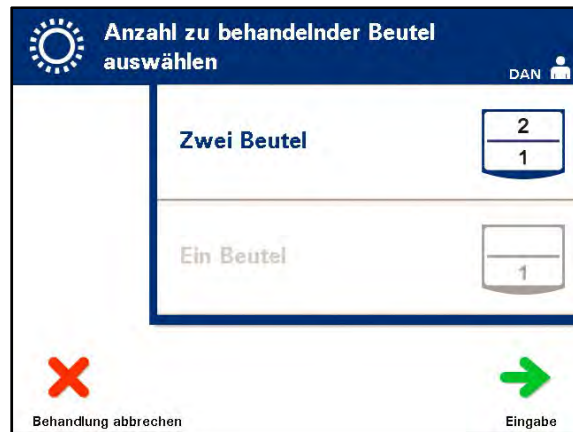 Anzahl zu behandelnder Beutel
auswählen
DAN
Zwei Beutel
2
1
Ein Beutel
1
Behandlung abbrechen
Eingabe